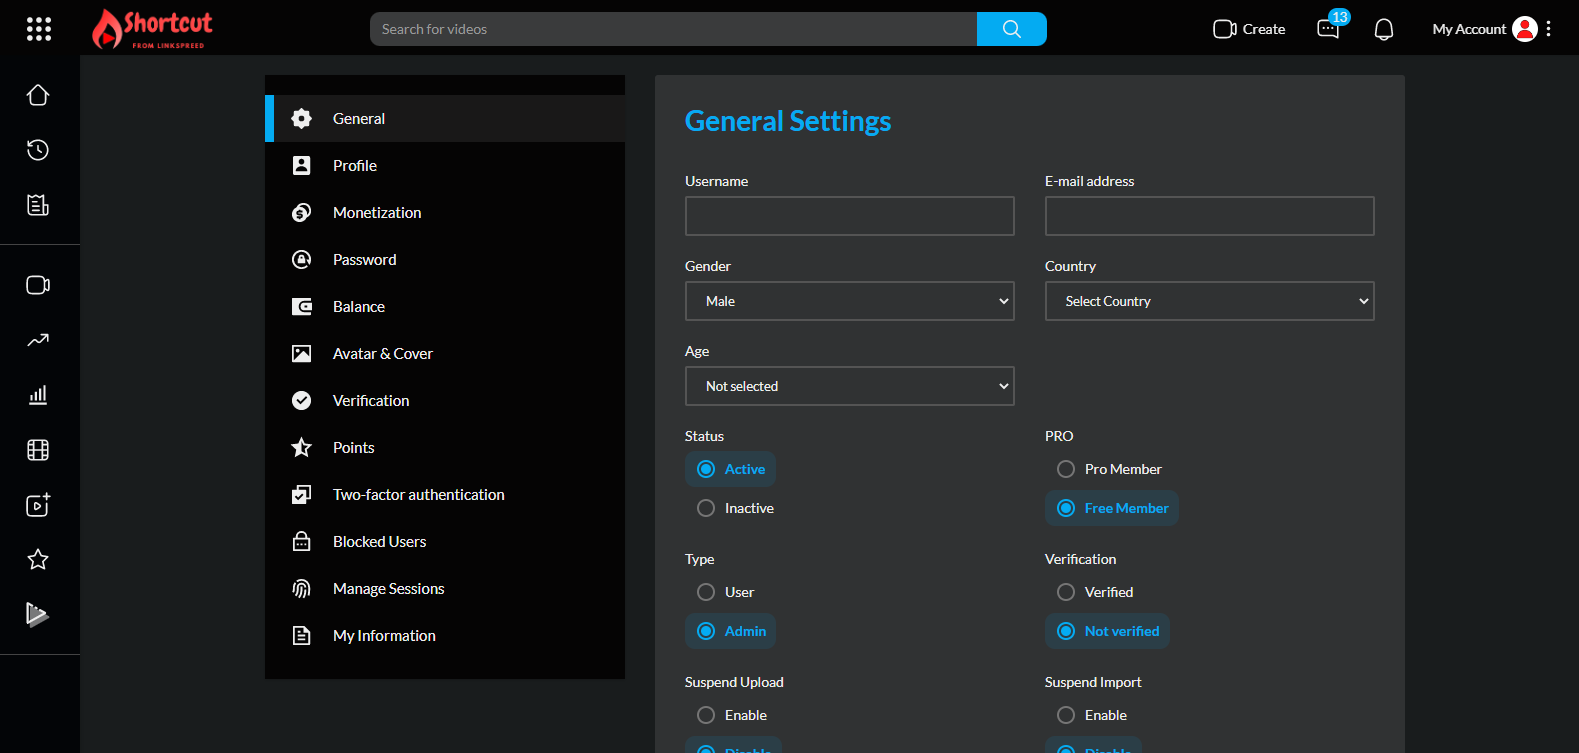 Shortcut
FROM LINKSPREED
Search for videos
Create
13
My Account
General
Profile
Monetization
Password
Balance
Avatar & Cover
Verification
Points
Two-factor authentication
Blocked Users
Manage Sessions
My Information
General Settings
Username
E-mail address
Gender
Country
Male
Select Country
Age
Not selected
Status
PRO
Active
Pro Member
Inactive
Free Member
Type
Verification
User
Verified
Admin
Not verified
Suspend Upload
Suspend Import
Enable
Enable
Disable
Disable